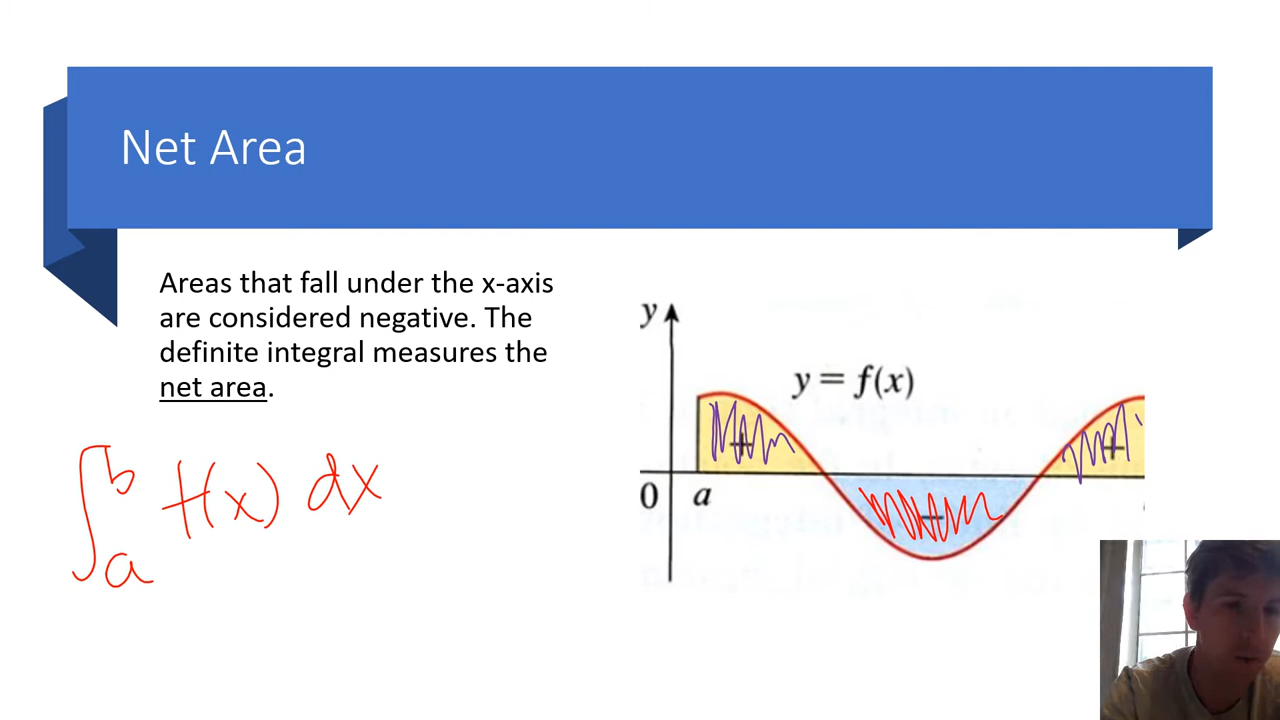 Net Area
Areas that fall under the x-axis
are considered negative. The
definite integral measures the
net area.
∫_a^b f(x) dx
y
y = f(x)
+
+
0
a
−